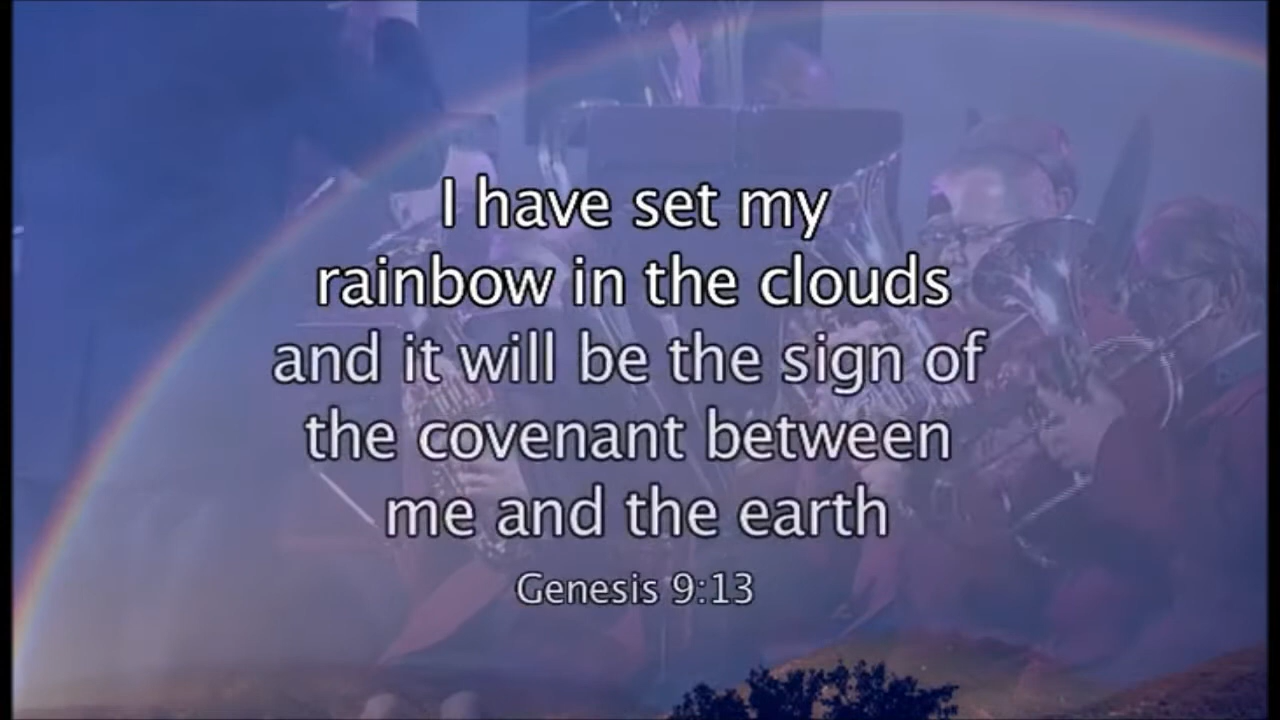 I have set my
rainbow in the clouds
and it will be the sign of
the covenant between
me and the earth
Genesis 9:13